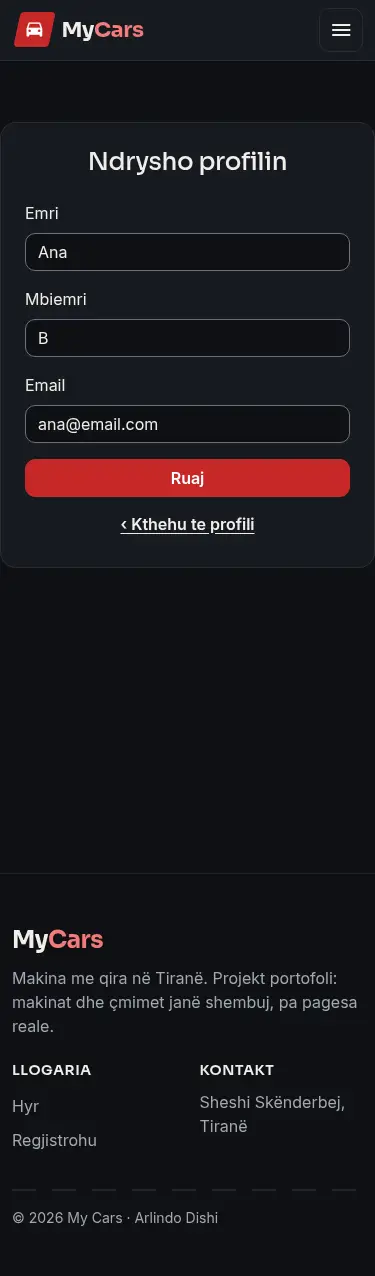 MyCars
Ndrysho profilin
Emri
Ana
Mbiemri
B
Email
ana@email.com
Ruaj
‹ Kthehu te profili
MyCars
Makina me qira në Tiranë. Projekt portofoli:
makinat dhe çmimet janë shembuj, pa pagesa
reale.
LLOGARIA
Hyr
Regjistrohu
KONTAKT
Sheshi Skënderbej,
Tiranë
© 2026 My Cars · Arlindo Dishi